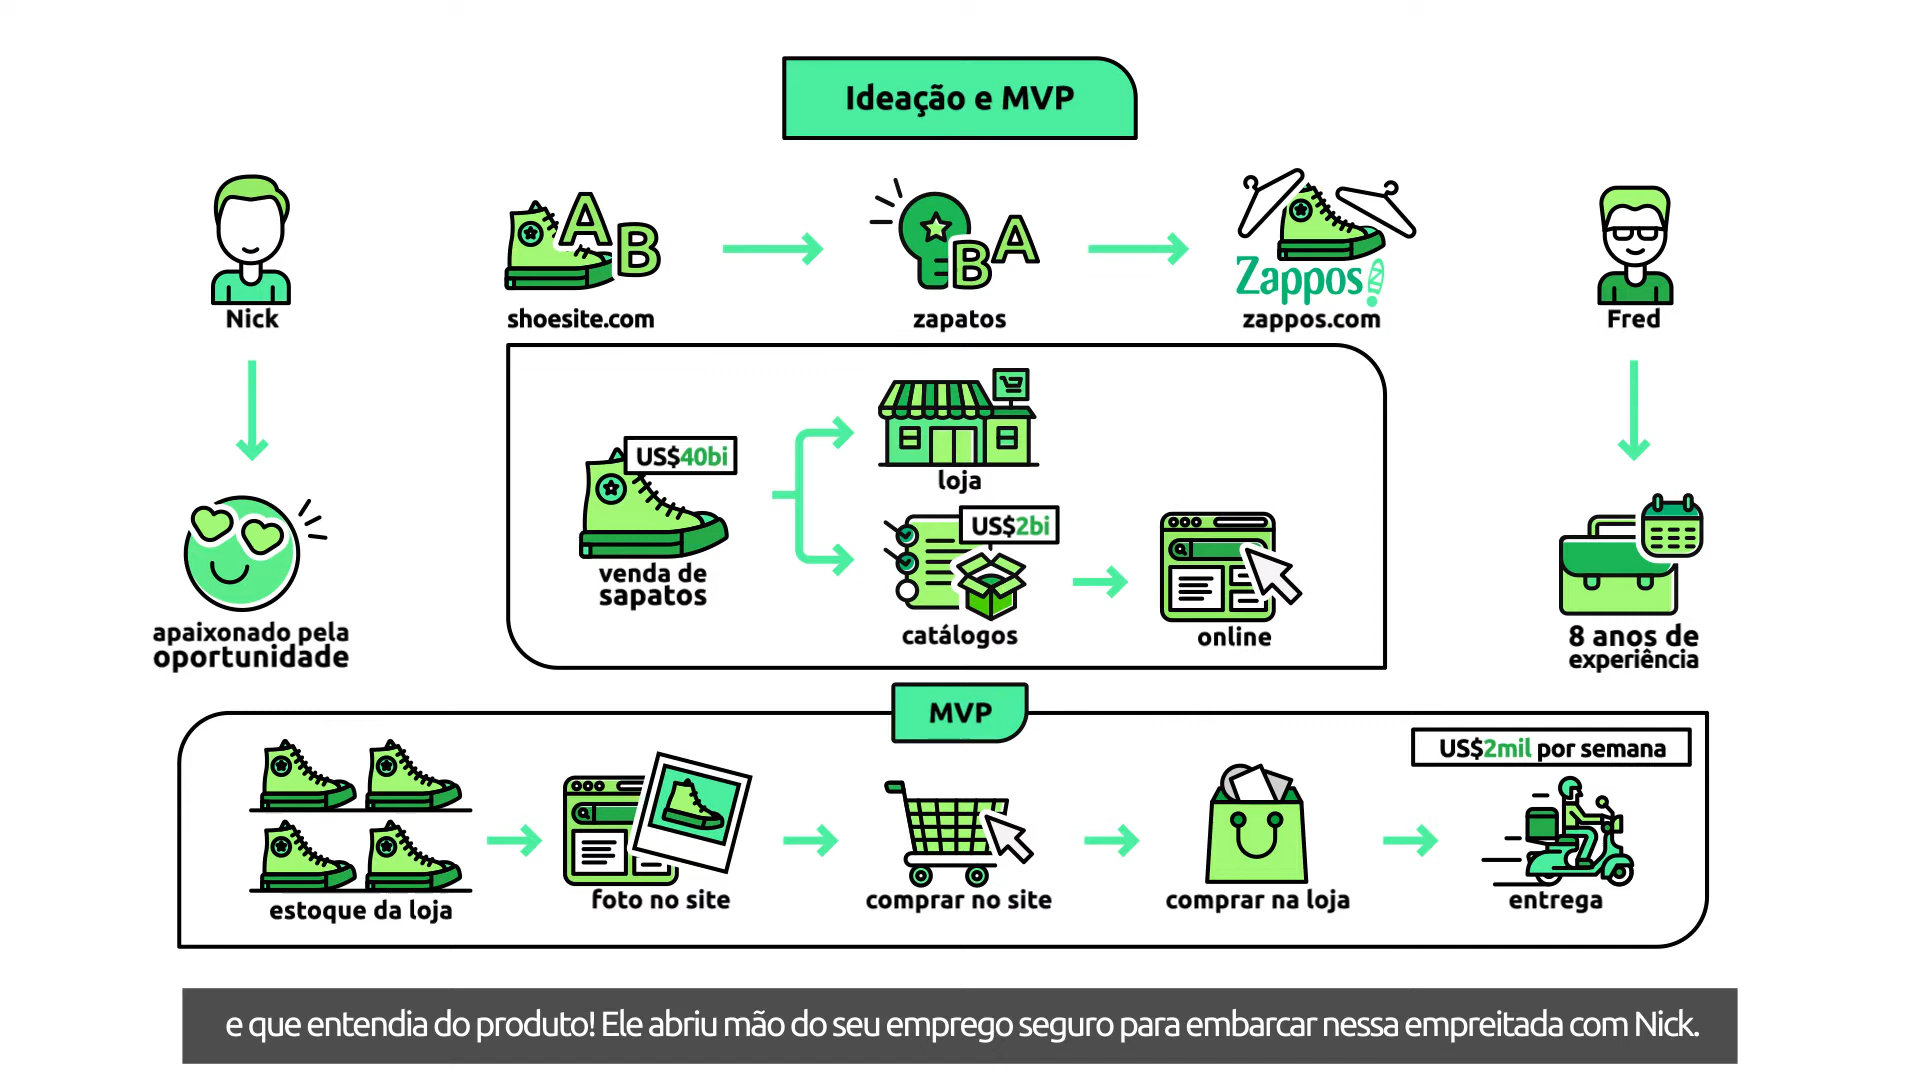 Ideação e MVP
A
B
B
A
Zappos!
Nick
shoesite.com
zapatos
zappos.com
Fred
US$40bi
venda de
sapatos
loja
US$2bi
catálogos
online
apaixonado pela
oportunidade
8 anos de
experiência
MVP
US$2mil por semana
estoque da loja
foto no site
comprar no site
comprar na loja
entrega
e que entendia do produto! Ele abriu mão do seu emprego seguro para embarcar nessa empreitada com Nick.